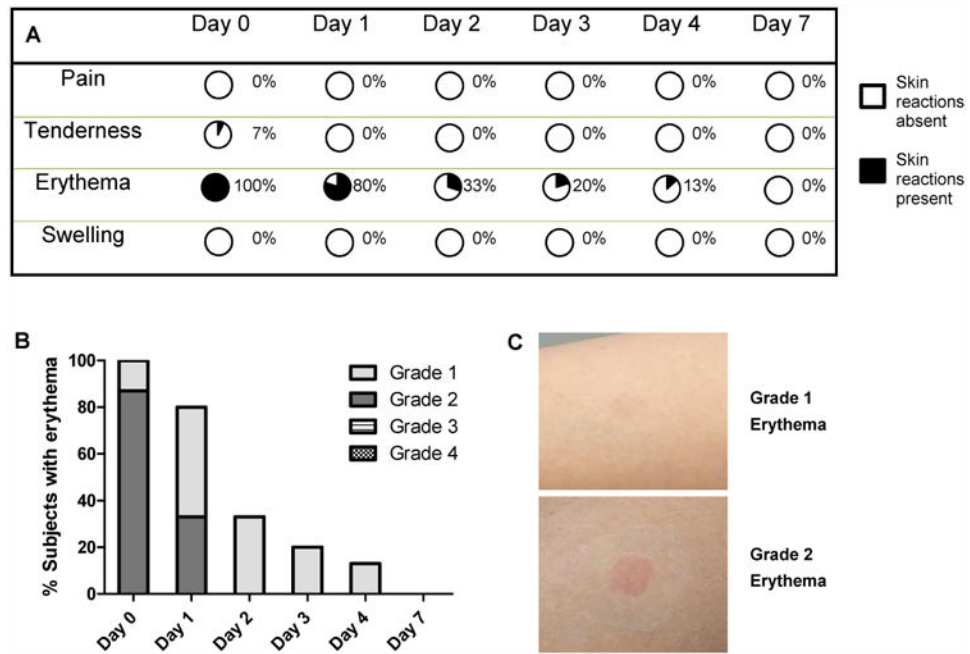 A Day 0 Day 1 Day 2 Day 3 Day 4 Day 7
Pain 0% 0% 0% 0% 0% 0%
Tenderness 7% 0% 0% 0% 0% 0%
Erythema 100% 80% 33% 20% 13% 0%
Swelling 0% 0% 0% 0% 0% 0%
Skin
reactions
absent
Skin
reactions
present
B
% Subjects with erythema
100
80
60
40
20
0
Day 0 Day 1 Day 2 Day 3 Day 4 Day 7
Grade 1
Grade 2
Grade 3
Grade 4
C
Grade 1
Erythema
Grade 2
Erythema